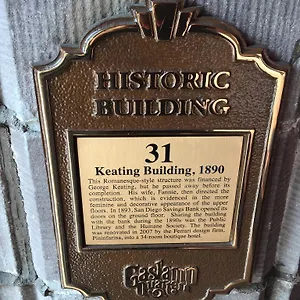 HISTORIC
BUILDING
31
Keating Building, 1890
This Romanesque-style structure was financed by
George Keating, but he passed away before its
completion. His wife, Fannie, then directed the
construction, which is evidenced in the more
feminine and decorative appearance of the upper
floors. In 1893, San Diego Savings Bank opened its
doors on the ground floor. Sharing the building
with the bank during the 1890s was the Public
Library and the Humane Society. The building
was renovated in 2007 by the Ferrari design firm,
Pininfarina, into a 34-room boutique hotel.
Gaslamp
Quarter